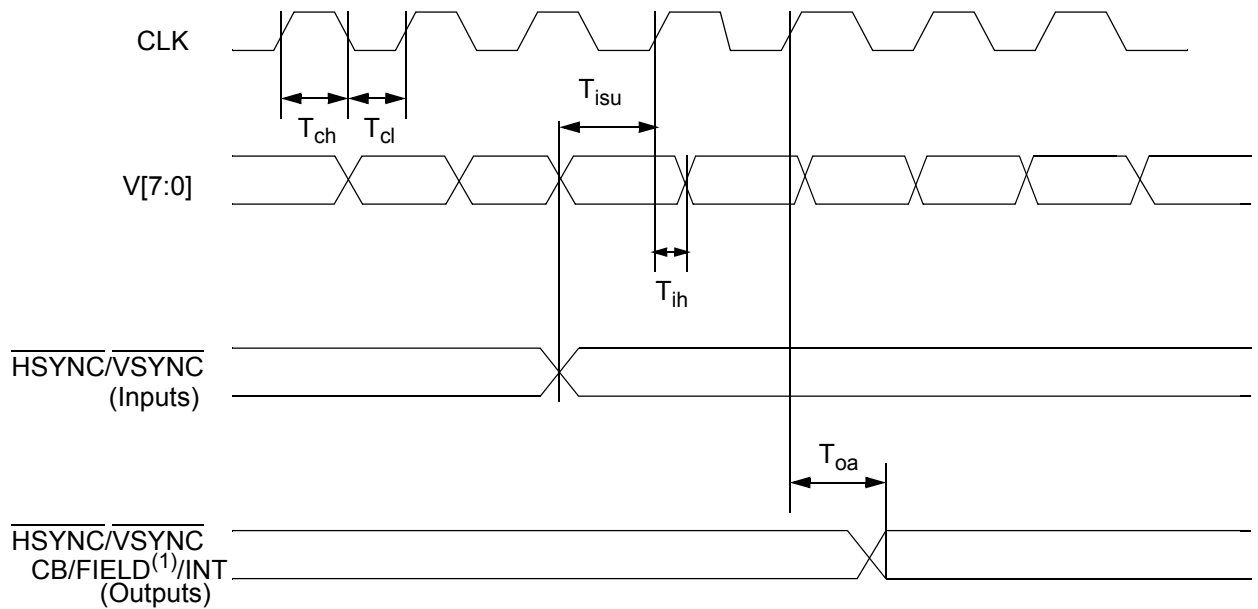 CLK
T_isu
T_ch
T_cl
V[7:0]
T_ih
HSYNC/VSYNC
(Inputs)
T_oa
HSYNC/VSYNC
CB/FIELD(1)/INT
(Outputs)